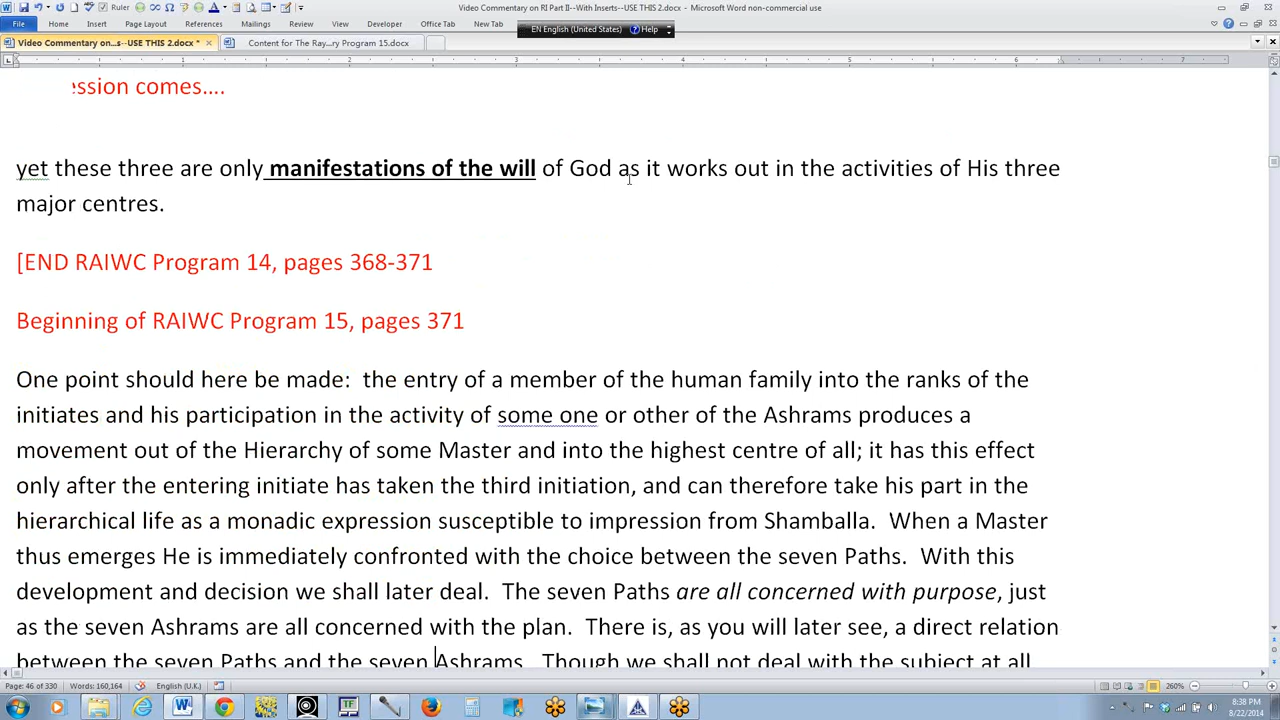 Video Commentary on RI Part II--With Inserts--USE THIS 2.docx - Microsoft Word non-commercial use
Ruler
File Home Insert Page Layout References Mailings Review View Developer Office Tab New Tab
EN English (United States) Help
Video Commentary on...s--USE THIS 2.docx * Content for The Ray...ry Program 15.docx
1 2 3 4 5 6 7
ession comes....
yet these three are only manifestations of the will of God as it works out in the activities of His three
major centres.
[END RAIWC Program 14, pages 368-371
Beginning of RAIWC Program 15, pages 371
One point should here be made:  the entry of a member of the human family into the ranks of the
initiates and his participation in the activity of some one or other of the Ashrams produces a
movement out of the Hierarchy of some Master and into the highest centre of all; it has this effect
only after the entering initiate has taken the third initiation, and can therefore take his part in the
hierarchical life as a monadic expression susceptible to impression from Shamballa.  When a Master
thus emerges He is immediately confronted with the choice between the seven Paths.  With this
development and decision we shall later deal.  The seven Paths are all concerned with purpose, just
as the seven Ashrams are all concerned with the plan.  There is, as you will later see, a direct relation
between the seven Paths and the seven Ashrams.  Though we shall not deal with the subject at all
Page: 46 of 330 Words: 160,164 English (U.K.) 260%
TF
8:38 PM
8/22/2014